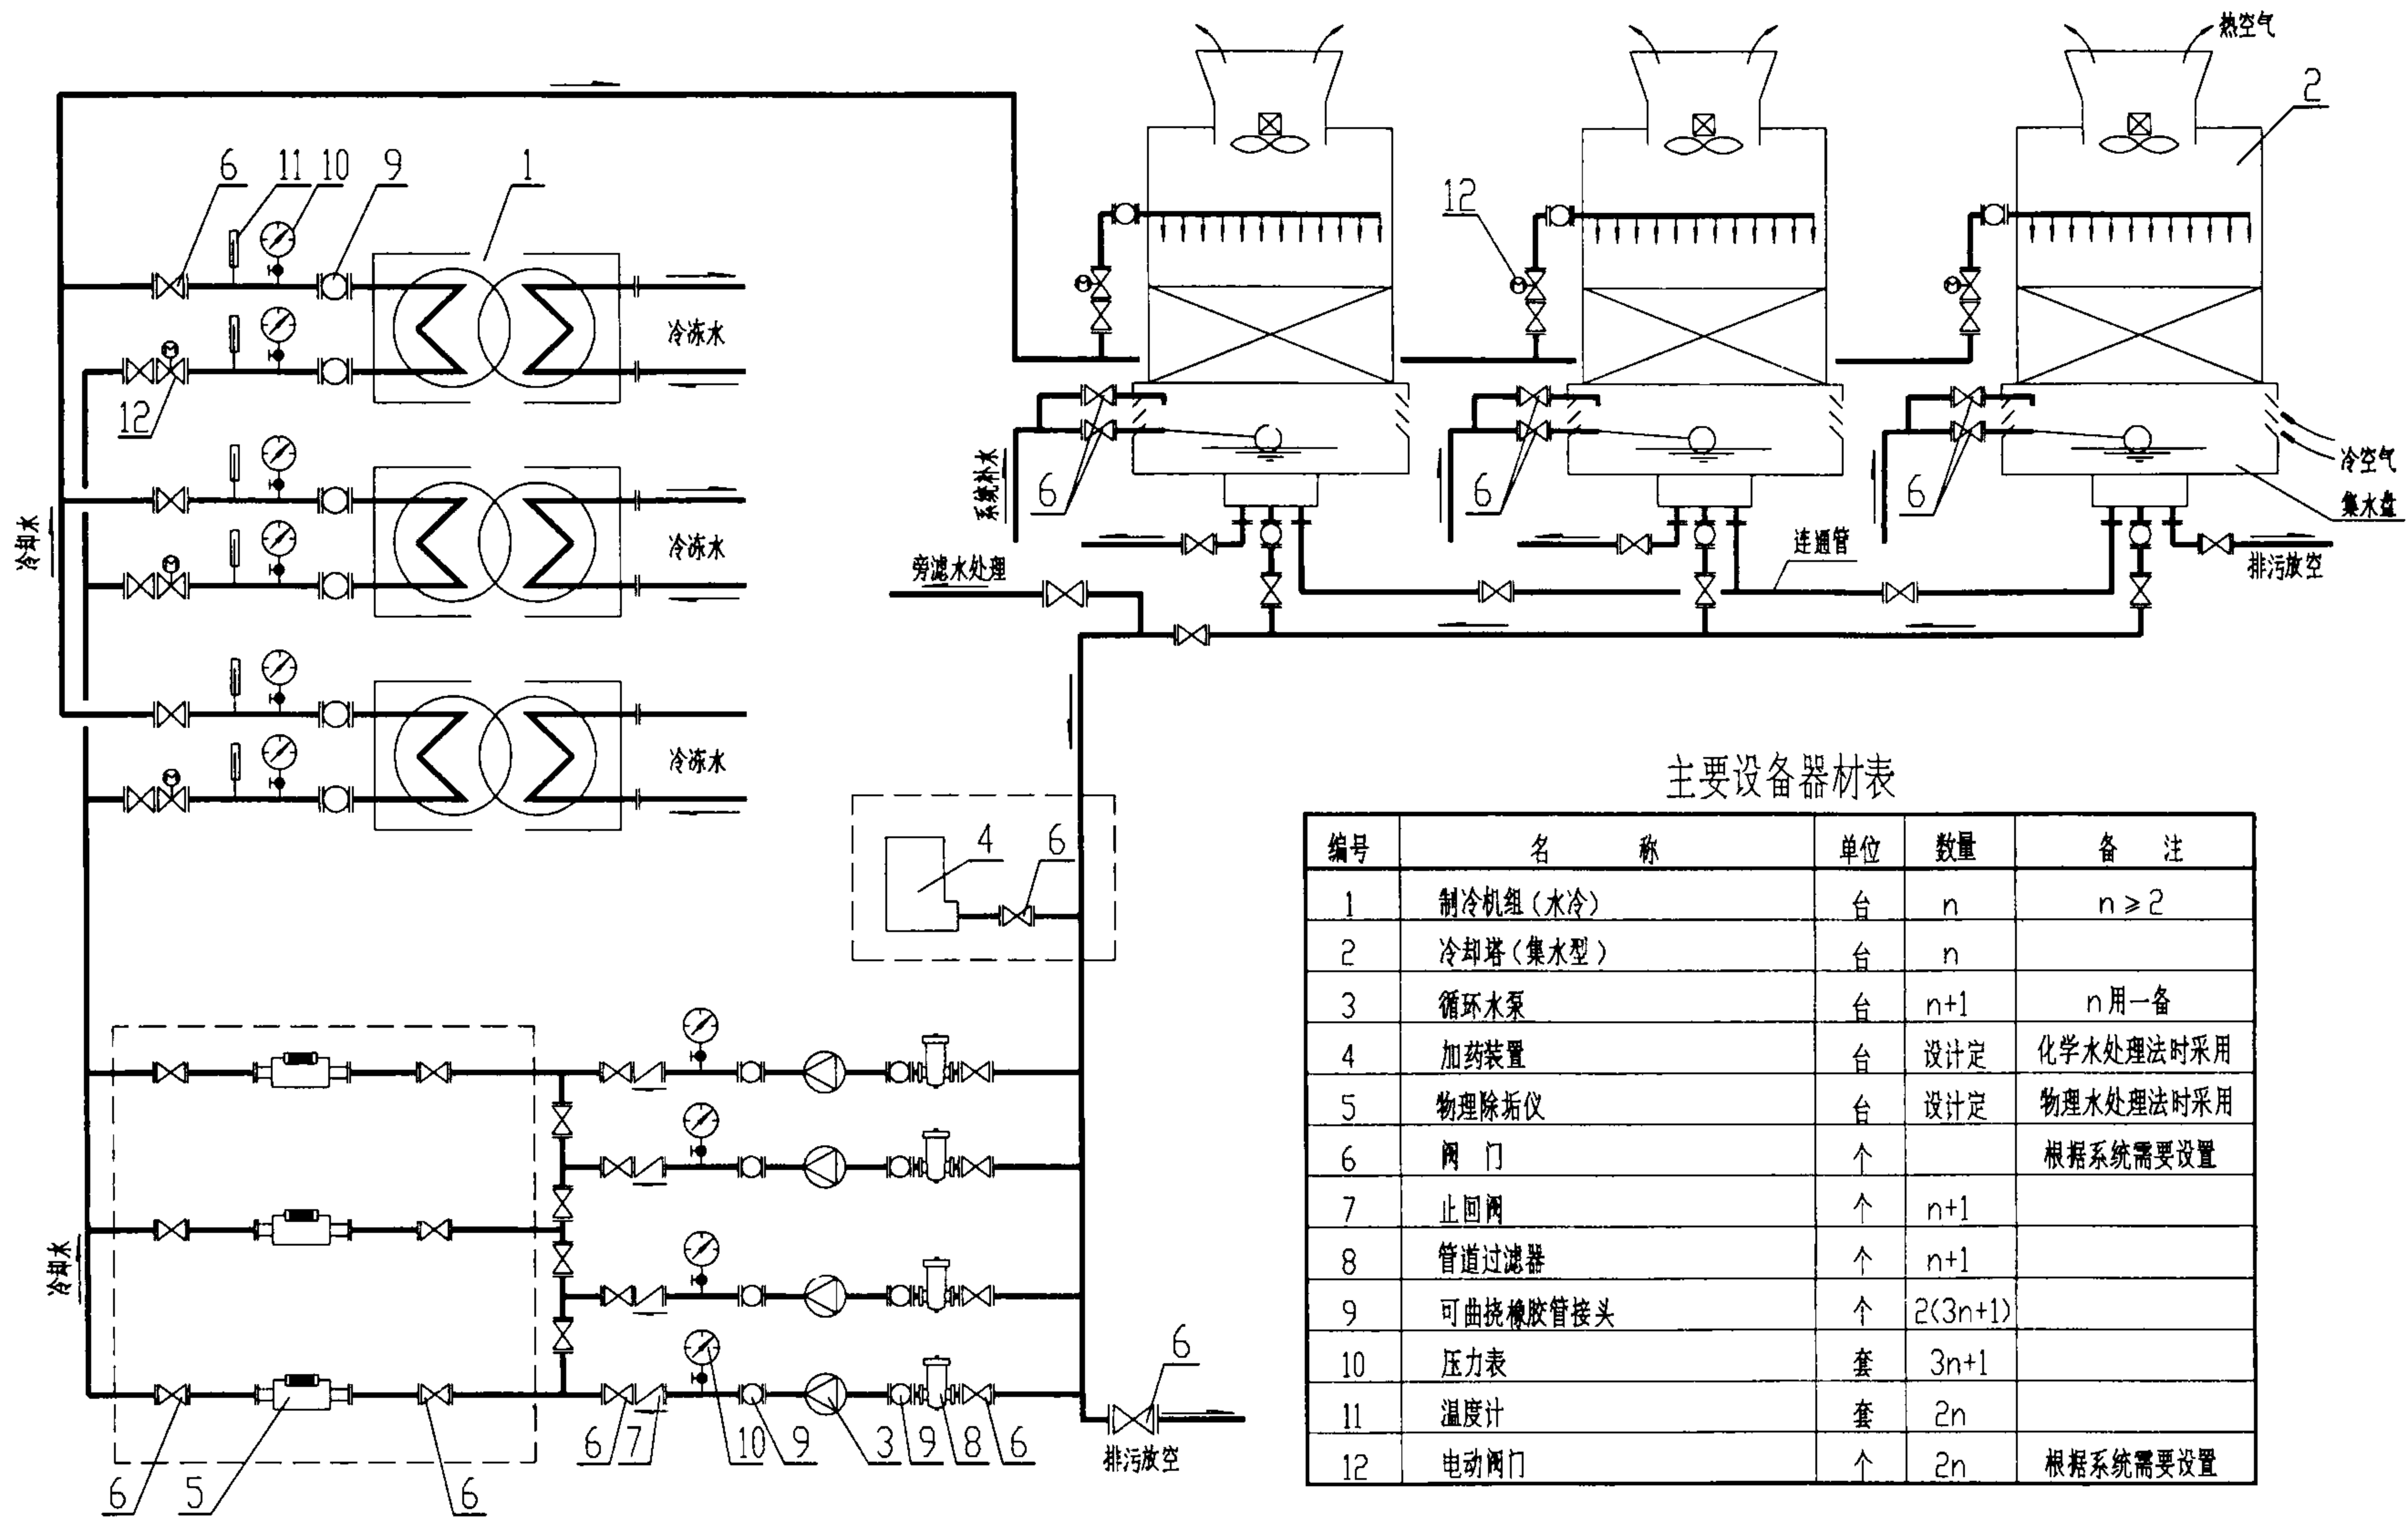 热空气
2
6 11 10 9 1
12
冷冻水
12
6
6
6
冷空气
集水盘
系统补水
冷却水
冷冻水
连通管
排污放空
旁滤水处理
冷冻水
4 6
冷却水
6
6 7 10 9 3 9 8 6
排污放空
6 5 6
主要设备器材表
编号 名 称 单位 数量 备 注
1 制冷机组(水冷) 台 n n≥2
2 冷却塔(集水型) 台 n
3 循环水泵 台 n+1 n用一备
4 加药装置 台 设计定 化学水处理法时采用
5 物理除垢仪 台 设计定 物理水处理法时采用
6 阀 门 个 根据系统需要设置
7 止回阀 个 n+1
8 管道过滤器 个 n+1
9 可曲挠橡胶管接头 个 2(3n+1)
10 压力表 套 3n+1
11 温度计 套 2n
12 电动阀门 个 2n 根据系统需要设置